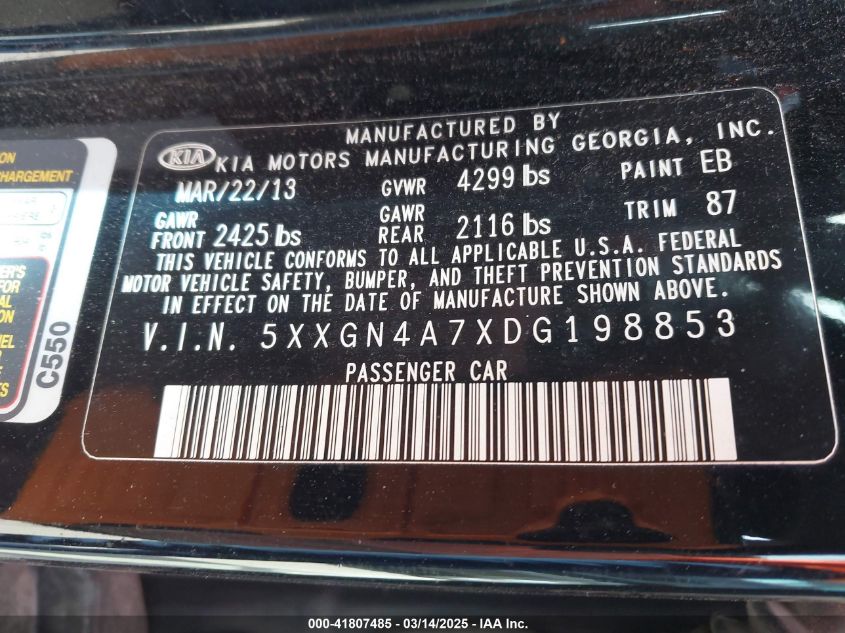 MANUFACTURED BY
KIA KIA MOTORS MANUFACTURING GEORGIA, INC.
MAR/22/13 GVWR 4299 lbs PAINT EB
GAWR FRONT 2425 lbs GAWR REAR 2116 lbs TRIM 87
THIS VEHICLE CONFORMS TO ALL APPLICABLE U.S.A. FEDERAL
MOTOR VEHICLE SAFETY, BUMPER, AND THEFT PREVENTION STANDARDS
IN EFFECT ON THE DATE OF MANUFACTURE SHOWN ABOVE.
V.I.N. 5XXGN4A7XDG198853
PASSENGER CAR
C550
000-41807485 - 03/14/2025 - IAA Inc.